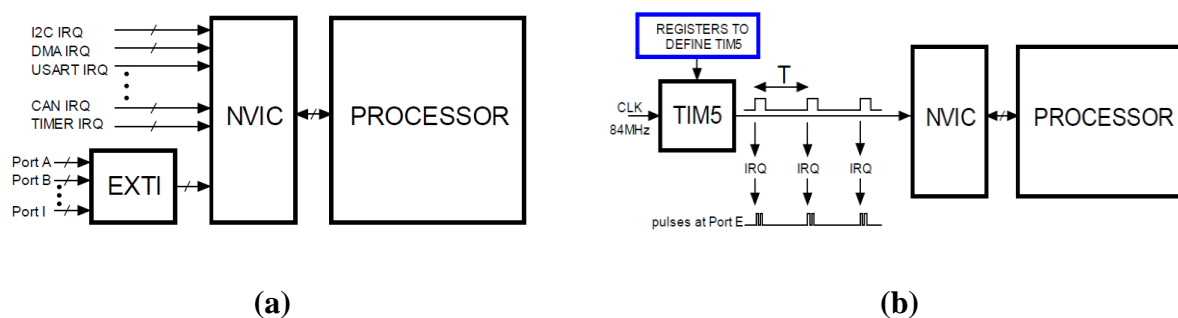 I2C IRQ
DMA IRQ
USART IRQ
CAN IRQ
TIMER IRQ
Port A
Port B
Port I
EXTI
NVIC
PROCESSOR
(a)
REGISTERS TO
DEFINE TIM5
CLK
84MHz
TIM5
T
IRQ IRQ IRQ
pulses at Port E
NVIC
PROCESSOR
(b)